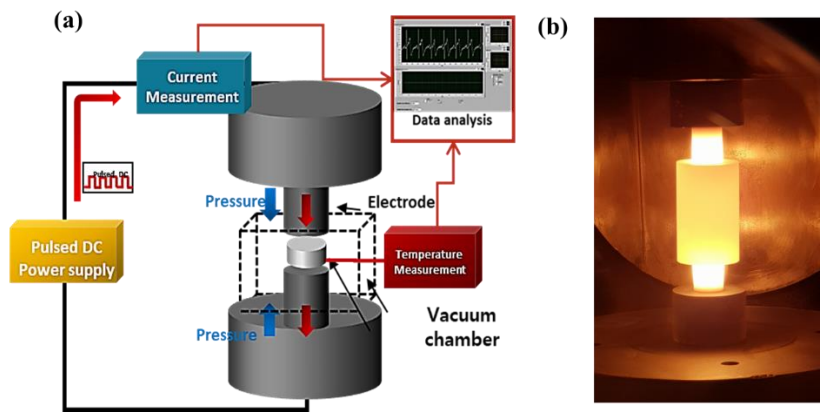 (a)
(b)
Current
Measurement
Data analysis
Pulsed DC
Pressure
Electrode
Pulsed DC
Power supply
Temperature
Measurement
Vacuum
chamber
Pressure